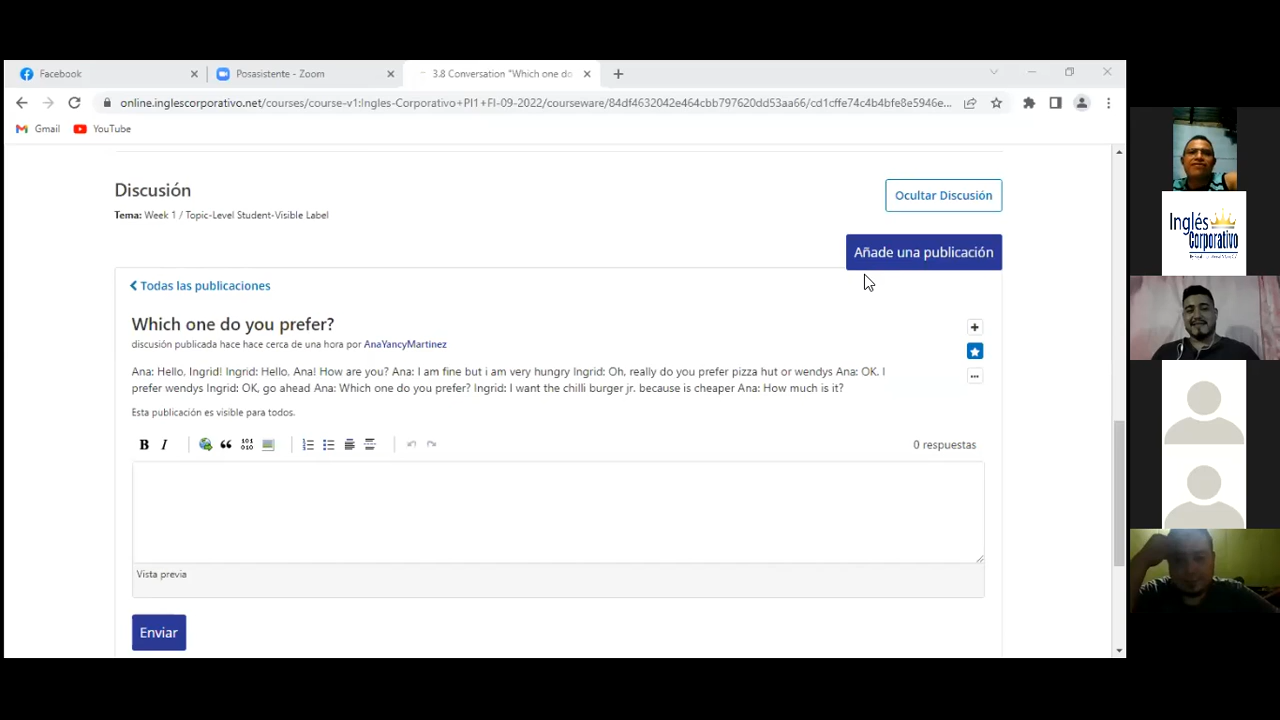 Facebook
Posasistente - Zoom
3.8 Conversation "Which one do
online.inglescorporativo.net/courses/course-v1:Ingles-Corporativo+PI1+FI-09-2022/courseware/84df4632042e464cbb797620dd53aa66/cd1cffe74c4b4bfe8e5946e...
Gmail
YouTube
Discusión
Ocultar Discusión
Tema: Week 1 / Topic-Level Student-Visible Label
Añade una publicación
Todas las publicaciones
Which one do you prefer?
discusión publicada hace hace cerca de una hora por AnaYancyMartinez
Ana: Hello, Ingrid! Ingrid: Hello. Ana! How are you? Ana: I am fine but i am very hungry Ingrid: Oh, really do you prefer pizza hut or wendys Ana: OK. I
prefer wendys Ingrid: OK, go ahead Ana: Which one do you prefer? Ingrid: I want the chilli burger jr. because is cheaper Ana: How much is it?
Esta publicación es visible para todos.
B I
101
010
0 respuestas
Vista previa
Enviar
Inglés
Corporativo